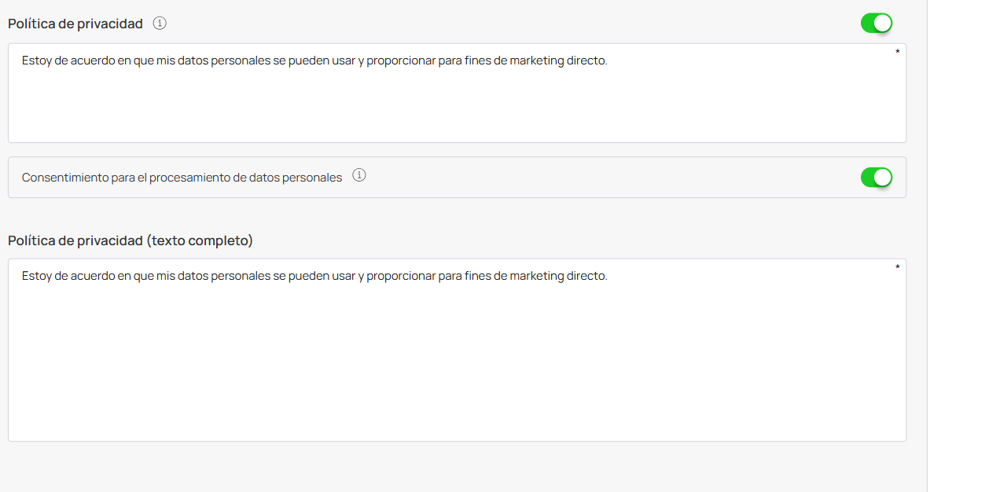 Política de privacidad
*
Estoy de acuerdo en que mis datos personales se pueden usar y proporcionar para fines de marketing directo.
Consentimiento para el procesamiento de datos personales
Política de privacidad (texto completo)
*
Estoy de acuerdo en que mis datos personales se pueden usar y proporcionar para fines de marketing directo.